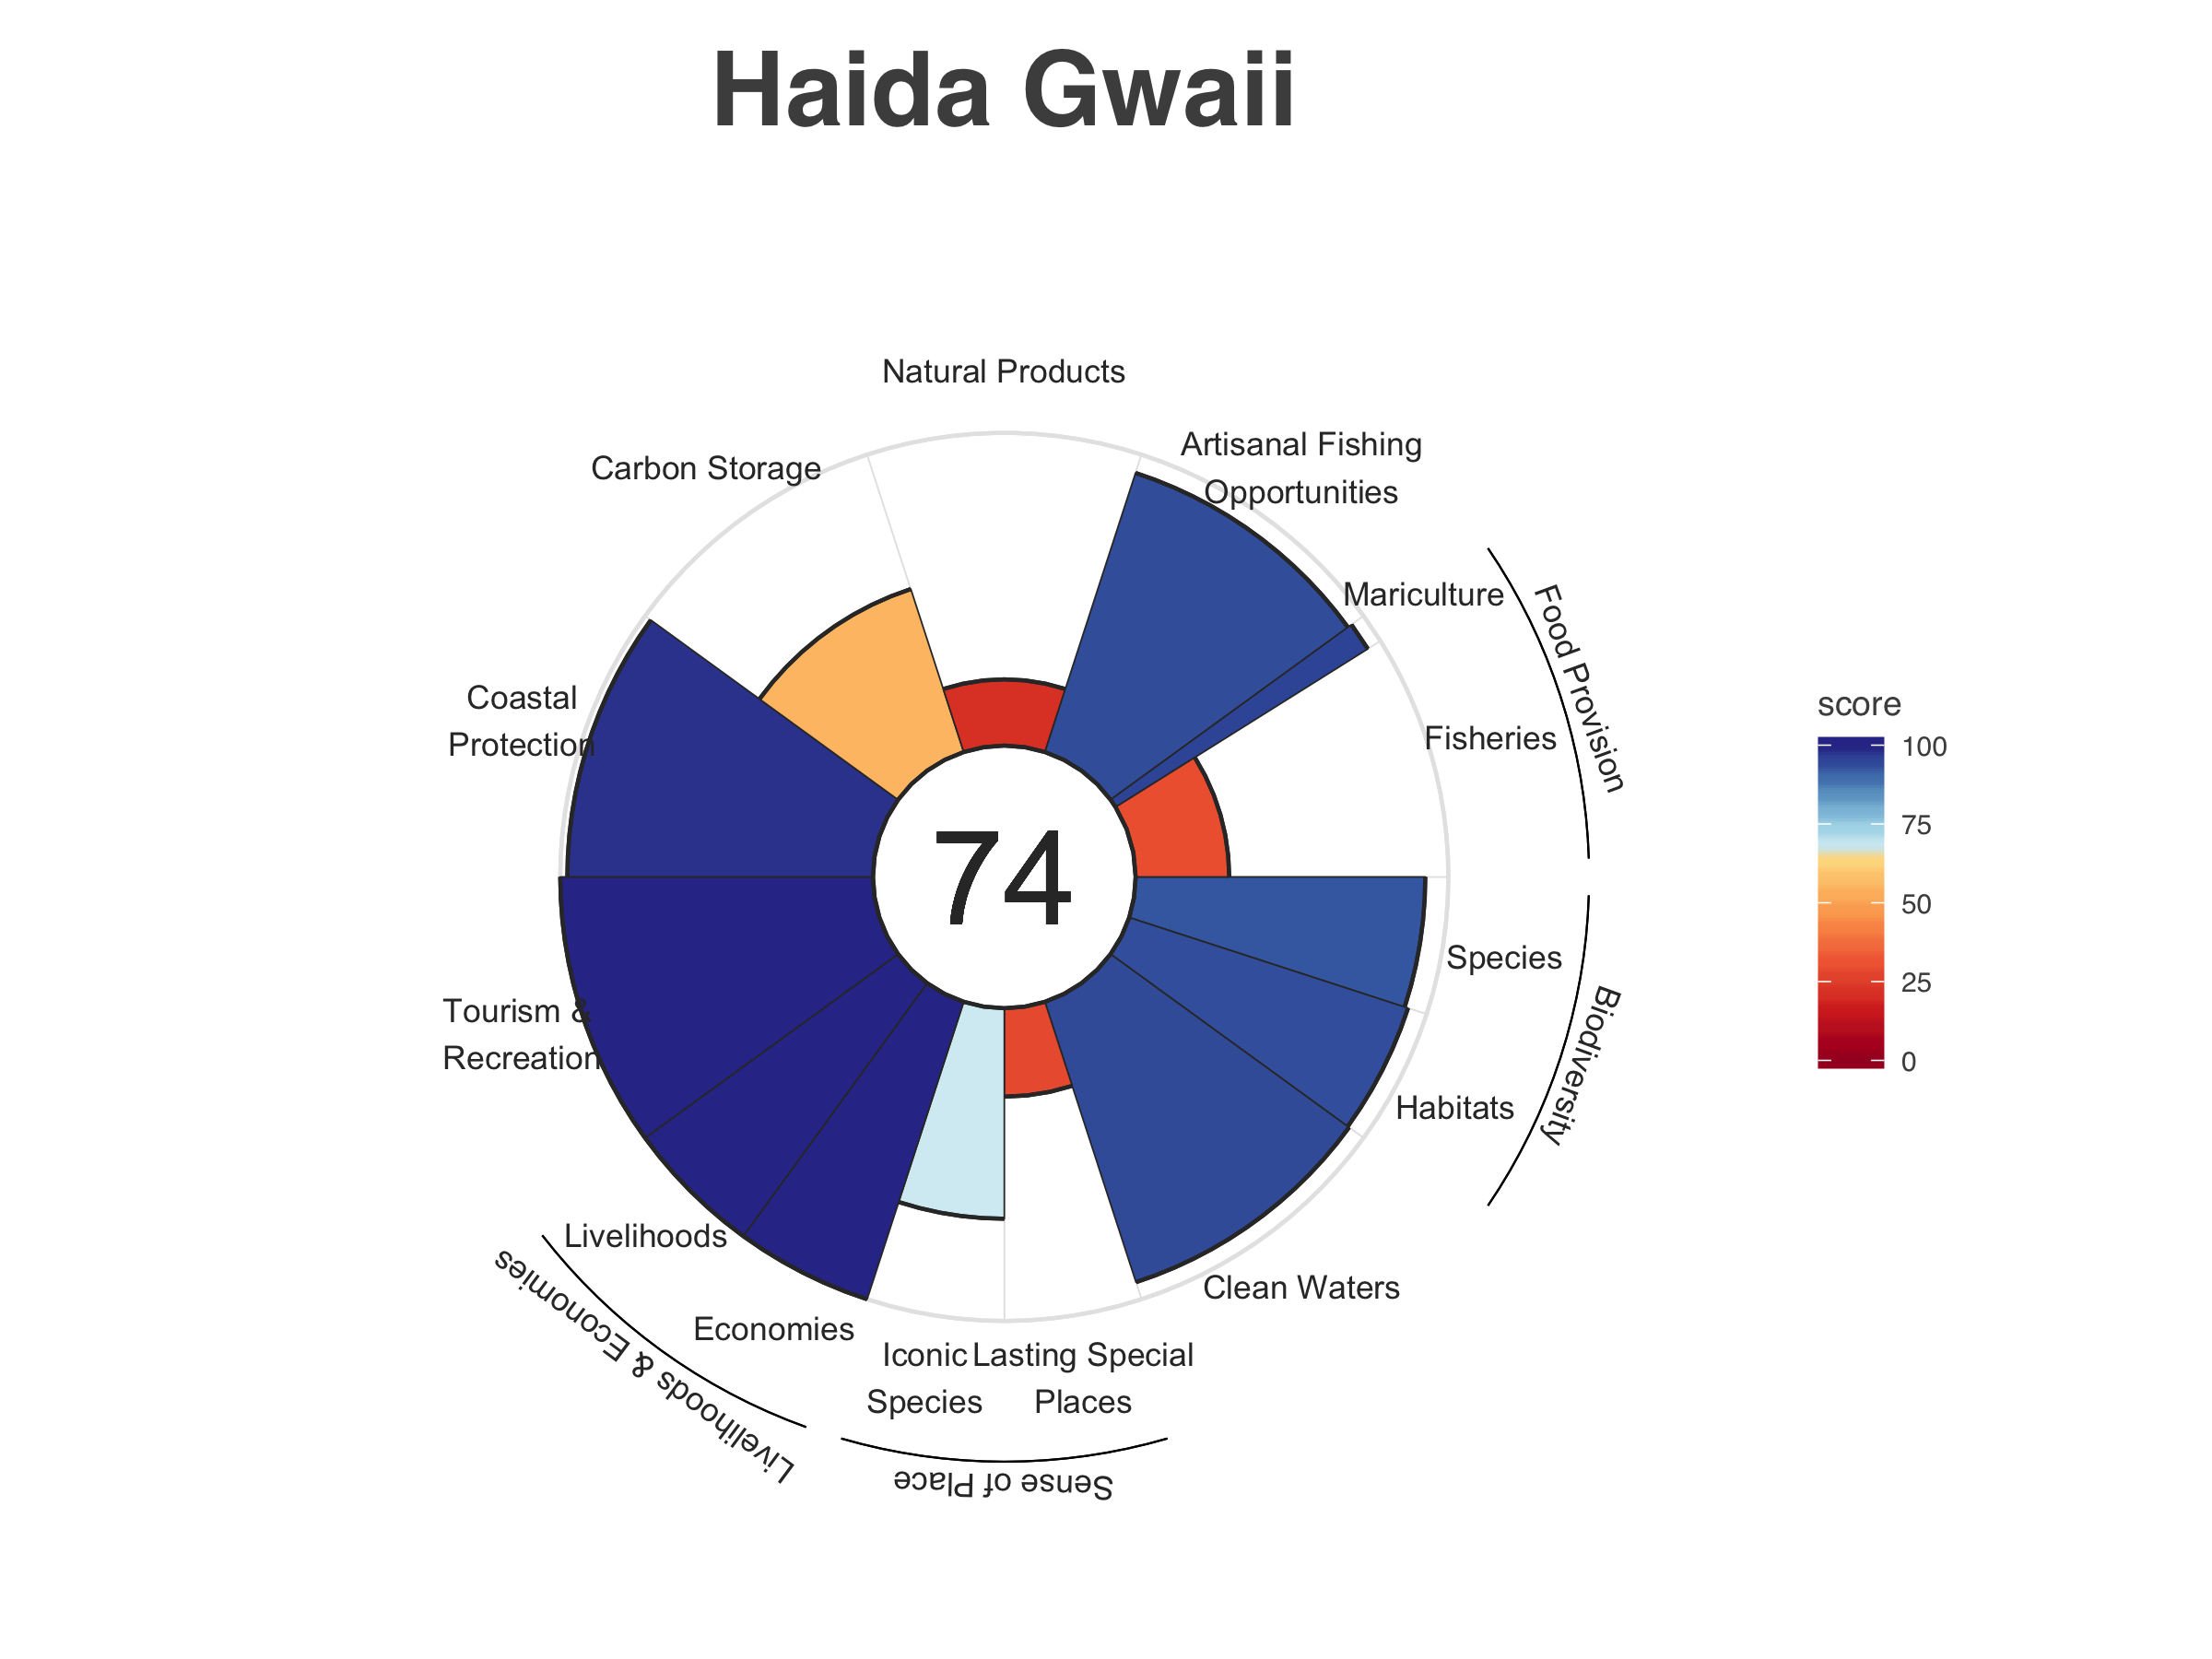 Haida Gwaii
Natural Products
Artisanal Fishing
Opportunities
Carbon Storage
Mariculture
Food Provision
Fisheries
Coastal
Protection
score
100
75
50
25
0
74
Species
Biodiversity
Habitats
Tourism &
Recreation
Livelihoods
Clean Waters
Economies
Livelihoods & Economies
Iconic
Species
Lasting Special
Places
Sense of Place